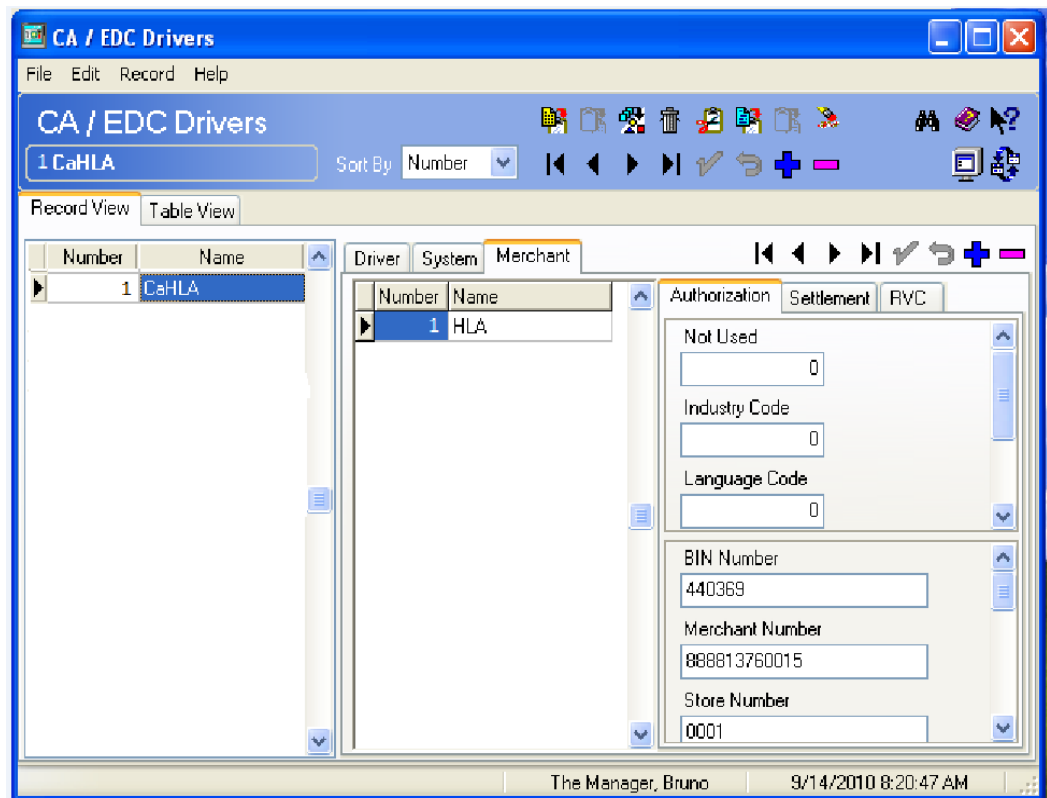 CA / EDC Drivers
File Edit Record Help
CA / EDC Drivers
1 CaHLA
Sort By Number
Record View Table View
Number Name
1 CaHLA
Driver System Merchant
Number Name
1 HLA
Authorization Settlement RVC
Not Used
0
Industry Code
0
Language Code
0
BIN Number
440369
Merchant Number
888813760015
Store Number
0001
The Manager, Bruno 9/14/2010 8:20:47 AM